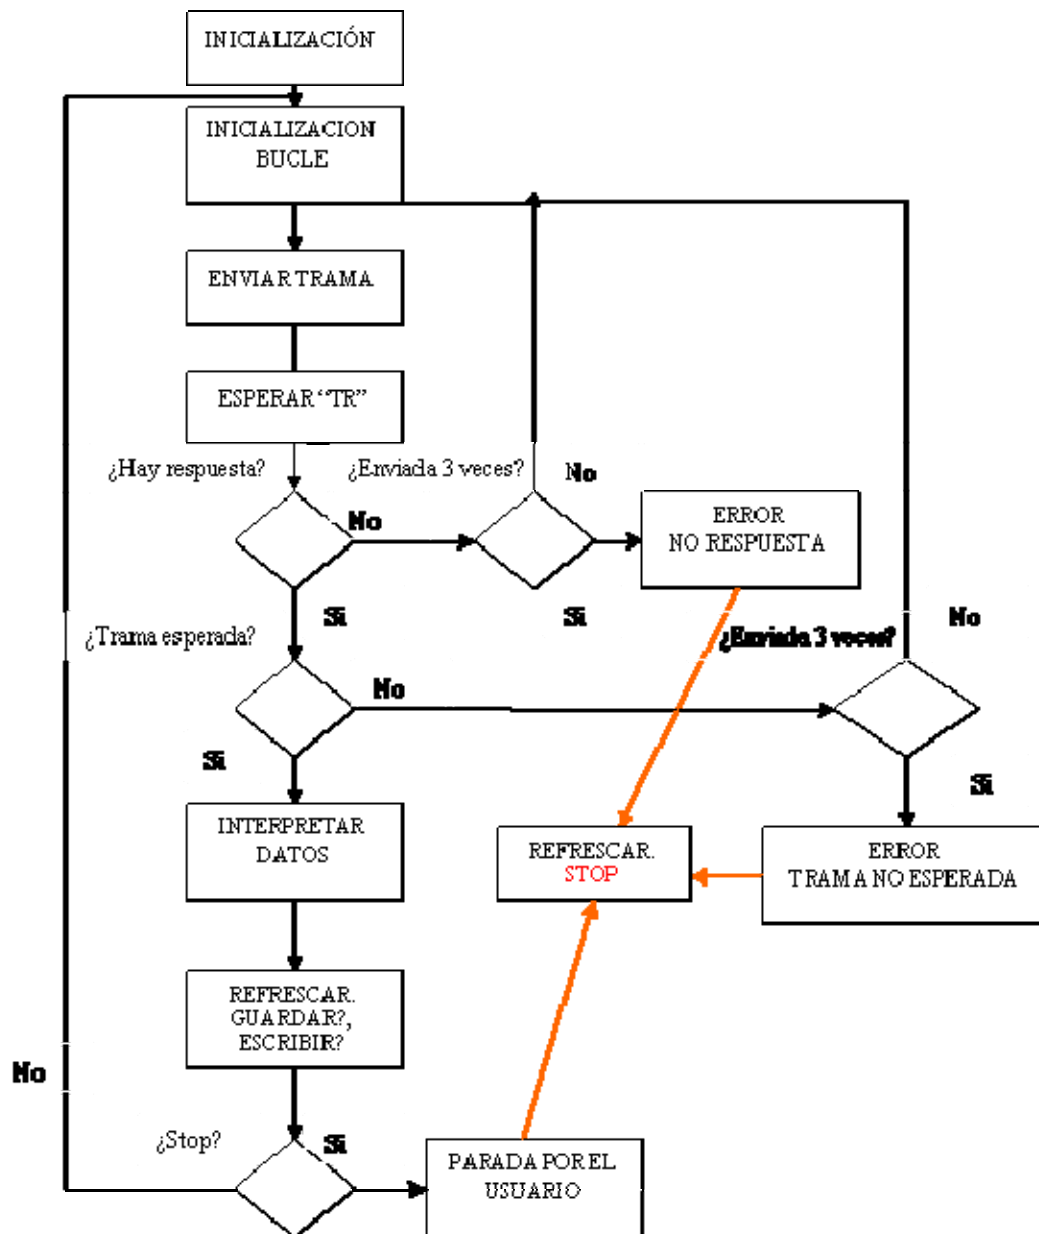 INICIALIZACIÓN
INICIALIZACION
BUCLE
ENVIAR TRAMA
ESPERAR “TR”
¿Hay respuesta?
¿Enviada 3 veces?
No
No
ERROR
NO RESPUESTA
Si
Si
¿Trama esperada?
¿Enviada 3 veces?
No
No
Si
Si
INTERPRETAR
DATOS
REFRESCAR.
STOP
ERROR
TRAMA NO ESPERADA
REFRESCAR.
GUARDAR?,
ESCRIBIR?
No
¿Stop?
Si
PARADA POR EL
USUARIO